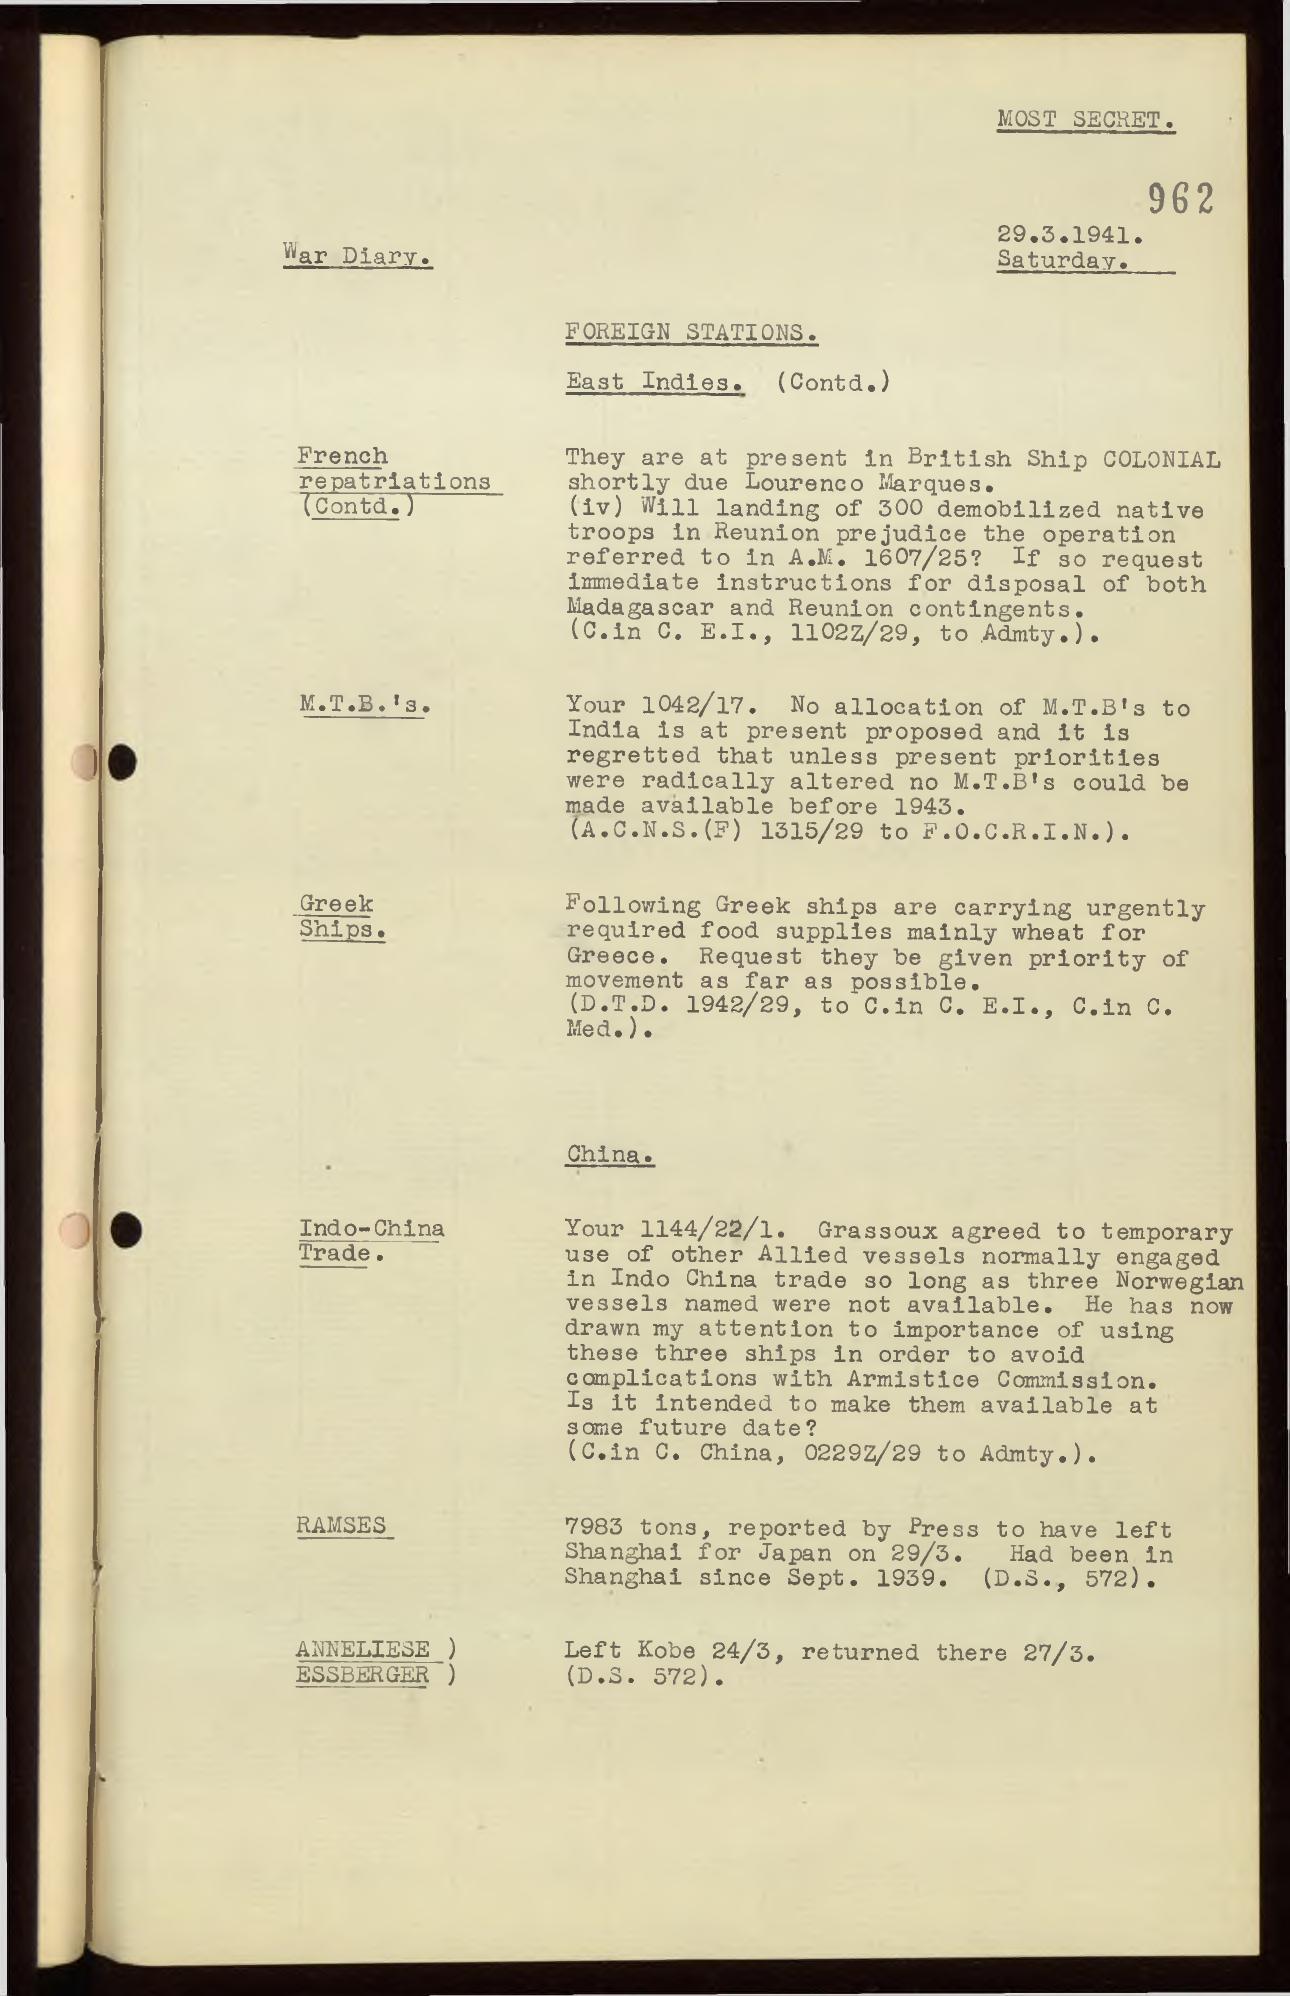 MOST SECRET.
962
29.3.1941.
War Diary.
Saturday.
FOREIGN STATIONS.
East Indies. (Contd.)
French
repatriations
(Contd.)
They are at present in British Ship COLONIAL
shortly due Lourenco Marques.
(iv) Will landing of 300 demobilized native
troops in Reunion prejudice the operation
referred to in A.M. 1607/25? If so request
immediate instructions for disposal of both
Madagascar and Reunion contingents.
(C.in C. E.I., 1102Z/29, to Admty.).
M.T.B.'s.
Your 1042/17. No allocation of M.T.B's to
India is at present proposed and it is
regretted that unless present priorities
were radically altered no M.T.B's could be
made available before 1943.
(A.C.N.S.(F) 1315/29 to F.O.C.R.I.N.).
Greek
Ships.
Following Greek ships are carrying urgently
required food supplies mainly wheat for
Greece. Request they be given priority of
movement as far as possible.
(D.T.D. 1942/29, to C.in C. E.I., C.in C.
Med.).
China.
Indo-China
Trade.
Your 1144/22/1. Grassoux agreed to temporary
use of other Allied vessels normally engaged
in Indo China trade so long as three Norwegian
vessels named were not available. He has now
drawn my attention to importance of using
these three ships in order to avoid
complications with Armistice Commission.
Is it intended to make them available at
some future date?
(C.in C. China, 0229Z/29 to Admty.).
RAMSES
7983 tons, reported by Press to have left
Shanghai for Japan on 29/3. Had been in
Shanghai since Sept. 1939. (D.S., 572).
ANNELIESE )
ESSBERGER )
Left Kobe 24/3, returned there 27/3.
(D.S. 572).